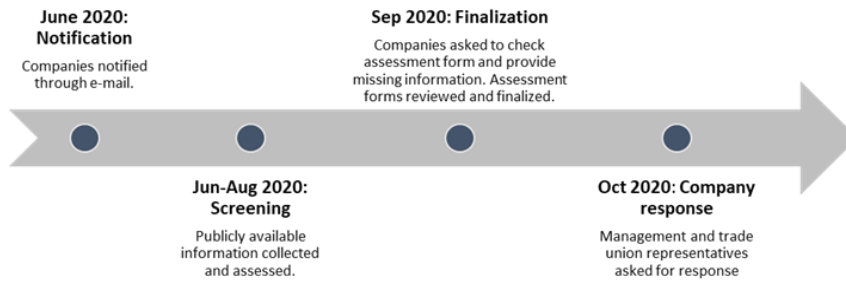 June 2020:
Notification
Companies notified
through e-mail.
Jun-Aug 2020:
Screening
Publicly available
information collected
and assessed.
Sep 2020: Finalization
Companies asked to check
assessment form and provide
missing information. Assessment
forms reviewed and finalized.
Oct 2020: Company
response
Management and trade
union representatives
asked for response